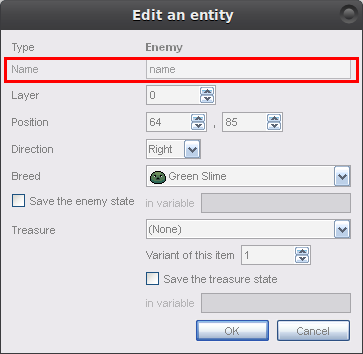 Edit an entity
Type Enemy
Name name
Layer 0
Position 64 , 85
Direction Right
Breed Green Slime
Save the enemy state in variable
Treasure (None)
Variant of this item 1
Save the treasure state
in variable
OK Cancel